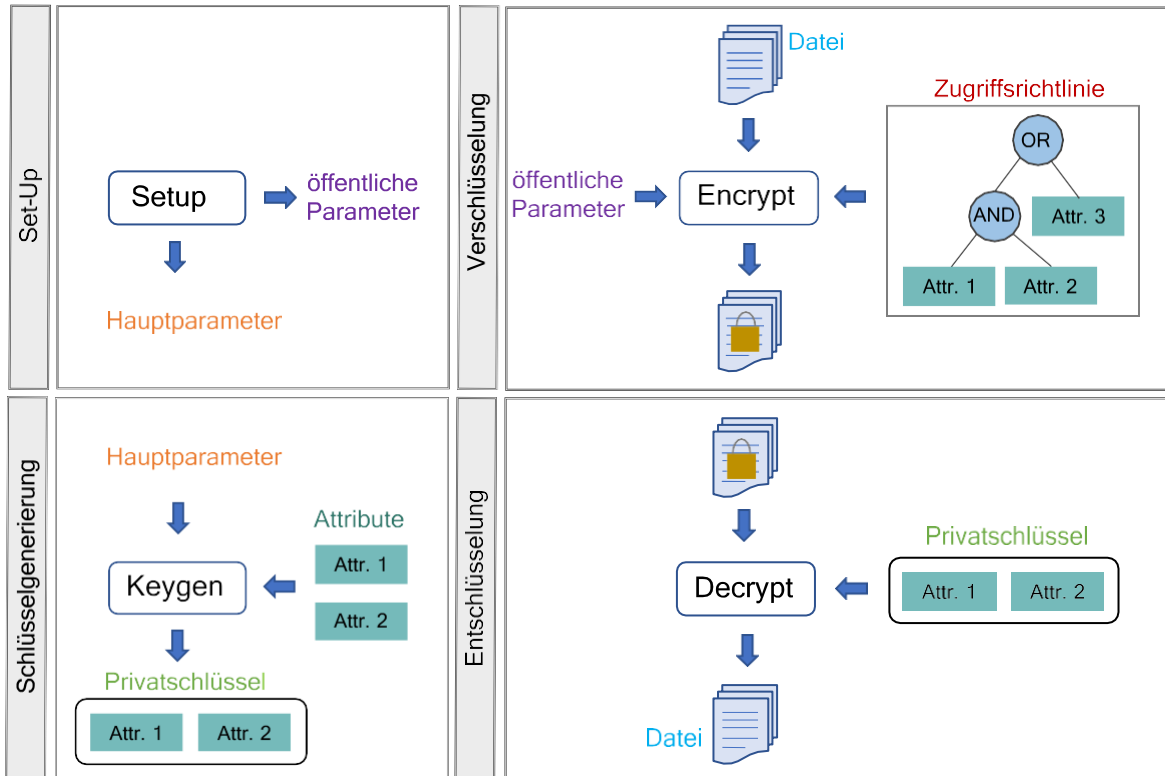 Set-Up
Setup
öffentliche
Parameter
Hauptparameter
Verschlüsselung
Datei
öffentliche
Parameter
Encrypt
Zugriffsrichtlinie
OR
AND
Attr. 3
Attr. 1
Attr. 2
Schlüsselgenerierung
Hauptparameter
Attribute
Attr. 1
Keygen
Attr. 2
Privatschlüssel
Attr. 1
Attr. 2
Entschlüsselung
Decrypt
Privatschlüssel
Attr. 1
Attr. 2
Datei